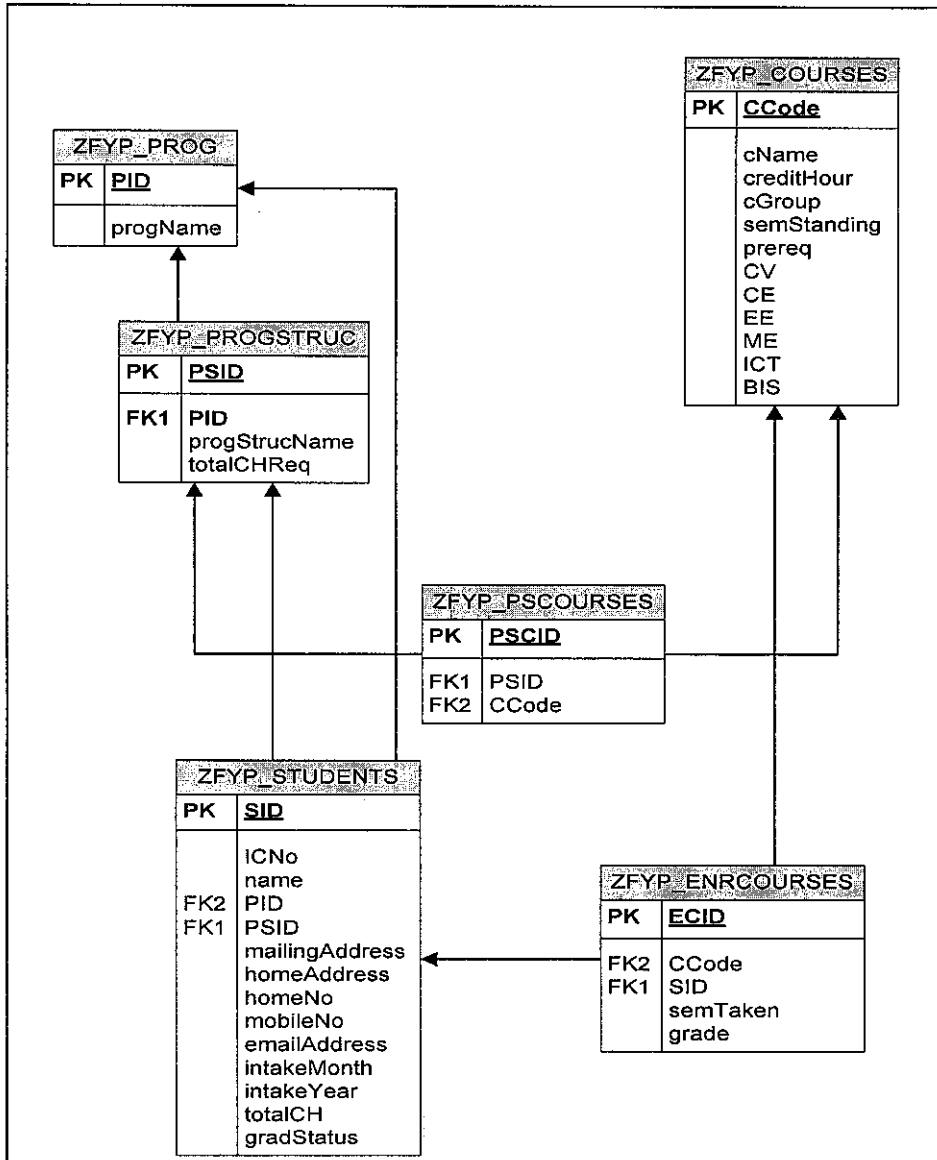 ZFYP_COURSES
PK CCode
cName
creditHour
cGroup
semStanding
prereq
CV
CE
EE
ME
ICT
BIS
ZFYP_PROG
PK PID
progName
ZFYP_PROGSTRUC
PK PSID
FK1 PID
progStrucName
totalCHReq
ZFYP_PSCOURSES
PK PSCID
FK1 PSID
FK2 CCode
ZFYP_STUDENTS
PK SID
ICNo
name
FK2 PID
FK1 PSID
mailingAddress
homeAddress
homeNo
mobileNo
emailAddress
intakeMonth
intakeYear
totalCH
gradStatus
ZFYP_ENRCOURSES
PK ECID
FK2 CCode
FK1 SID
semTaken
grade